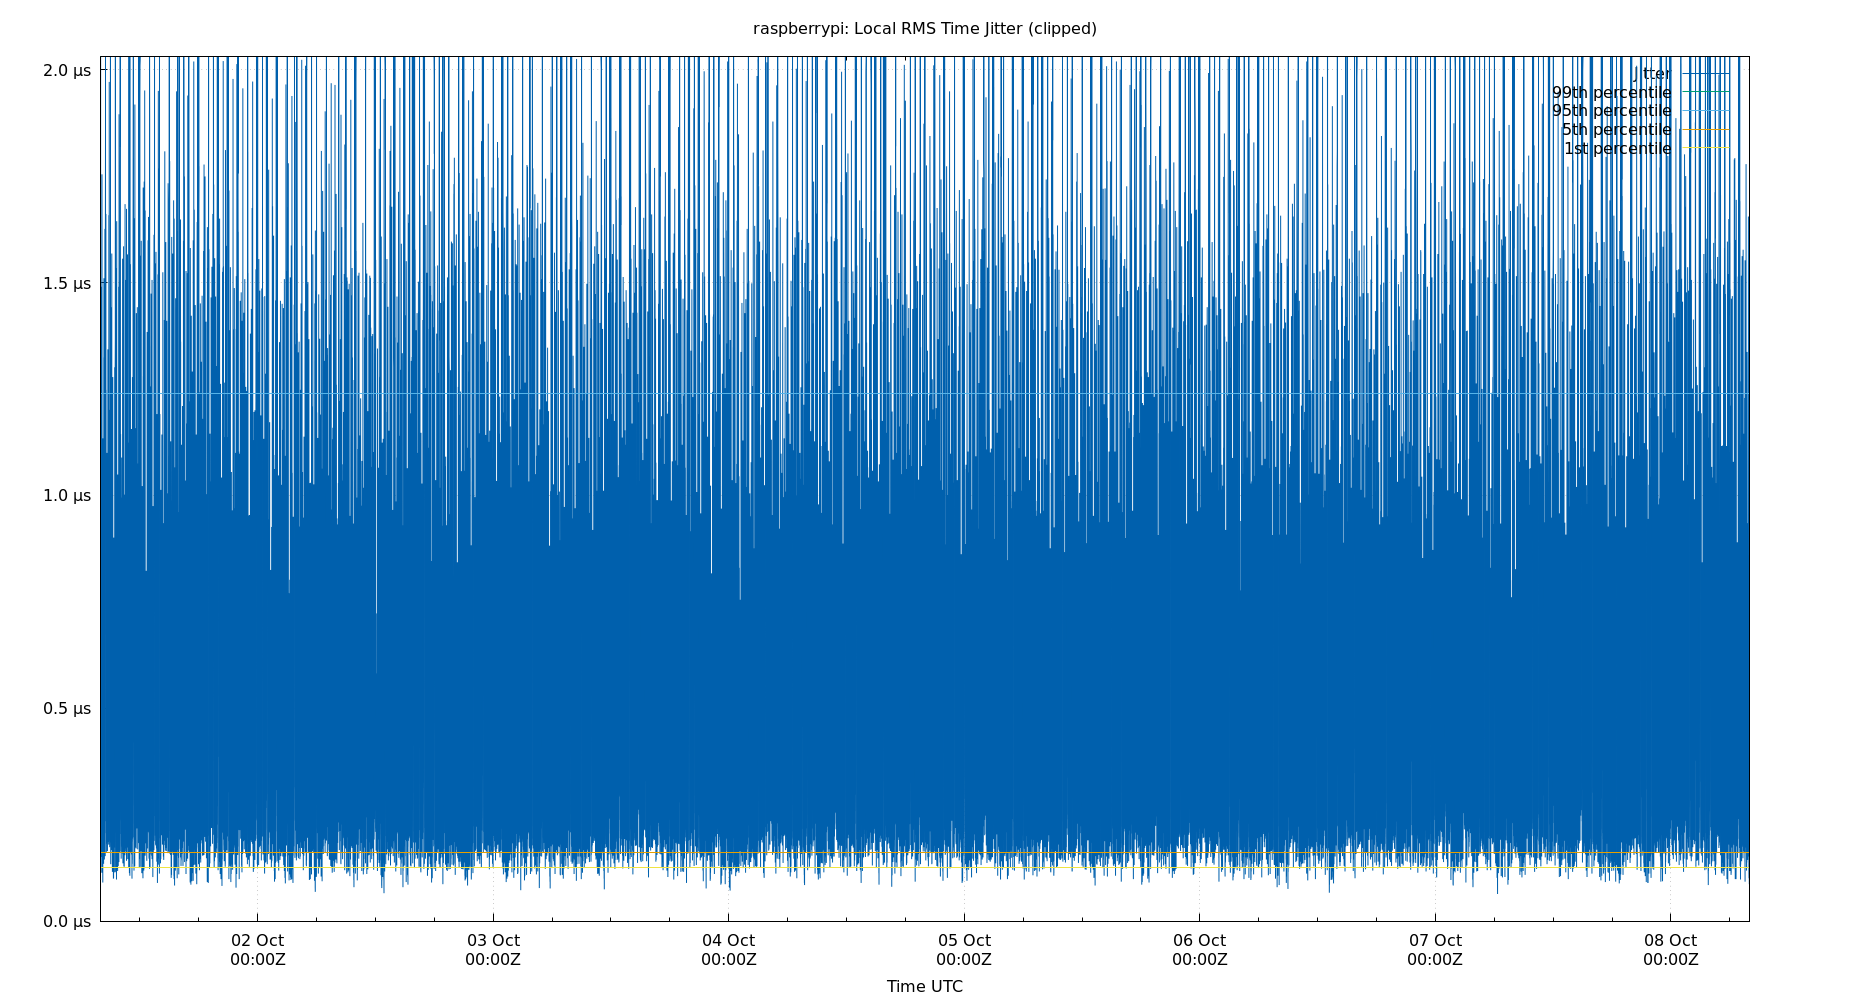 raspberrypi: Local RMS Time Jitter (clipped)
2.0 µs
1.5 µs
1.0 µs
0.5 µs
0.0 µs
Jitter
99th percentile
95th percentile
5th percentile
1st percentile
02 Oct
00:00Z
03 Oct
00:00Z
04 Oct
00:00Z
05 Oct
00:00Z
06 Oct
00:00Z
07 Oct
00:00Z
08 Oct
00:00Z
Time UTC